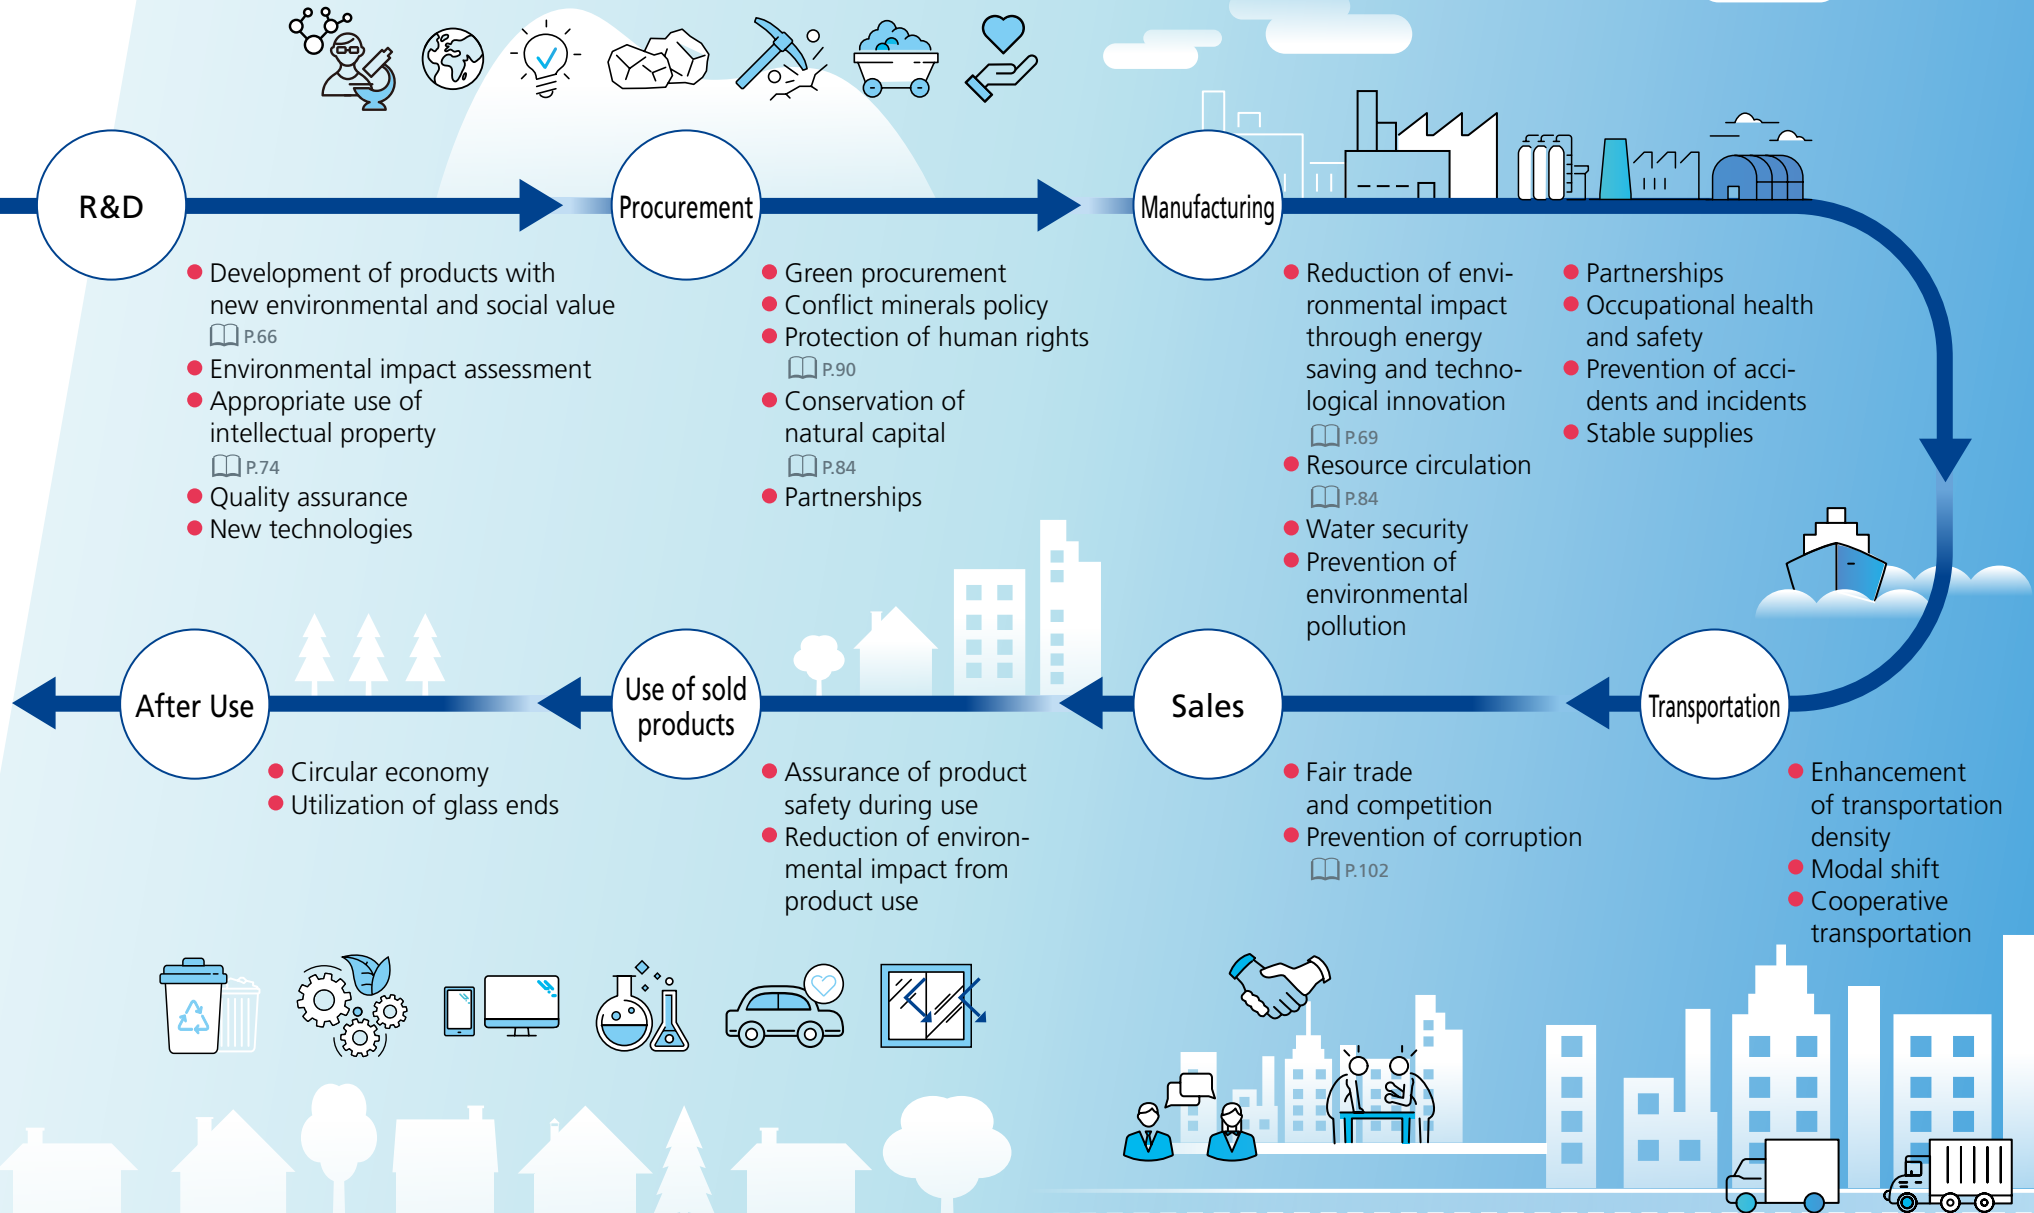 R&D
Development of products with
new environmental and social value
P.66
Environmental impact assessment
Appropriate use of
intellectual property
P.74
Quality assurance
New technologies
Procurement
Green procurement
Conflict minerals policy
Protection of human rights
P.90
Conservation of
natural capital
P.84
Partnerships
Manufacturing
Reduction of envi-
ronmental impact
through energy
saving and techno-
logical innovation
P.69
Resource circulation
P.84
Water security
Prevention of
environmental
pollution
Partnerships
Occupational health
and safety
Prevention of acci-
dents and incidents
Stable supplies
Transportation
Enhancement
of transportation
density
Modal shift
Cooperative
transportation
Sales
Fair trade
and competition
Prevention of corruption
P.102
Use of sold
products
Assurance of product
safety during use
Reduction of environ-
mental impact from
product use
After Use
Circular economy
Utilization of glass ends